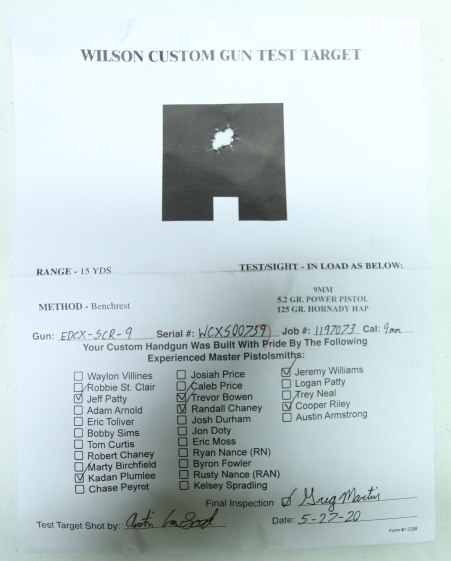 WILSON CUSTOM GUN TEST TARGET
RANGE - 15 YDS
TEST/SIGHT - IN LOAD AS BELOW:
METHOD - Benchrest
9MM
5.2 GR. POWER PISTOL
125 GR. HORNADY HAP
Gun: EDCX-SCR-9 Serial #: WCXS00739 Job #: 1197073 Cal: 9mm
Your Custom Handgun Was Built With Pride By The Following
Experienced Master Pistolsmiths:
Waylon Villines
Robbie St. Clair
Jeff Patty
Adam Arnold
Eric Toliver
Bobby Sims
Tom Curtis
Robert Chaney
Marty Birchfield
Kadan Plumlee
Chase Peyrot
Josiah Price
Caleb Price
Trevor Bowen
Randall Chaney
Josh Durham
Jon Doty
Eric Moss
Ryan Nance (RN)
Byron Fowler
Rusty Nance (RAN)
Kelsey Spradling
Jeremy Williams
Logan Patty
Trey Neal
Cooper Riley
Austin Armstrong
Final Inspection Greg Martin
Test Target Shot by:
Date: 5-27-20
Form #1 CQB